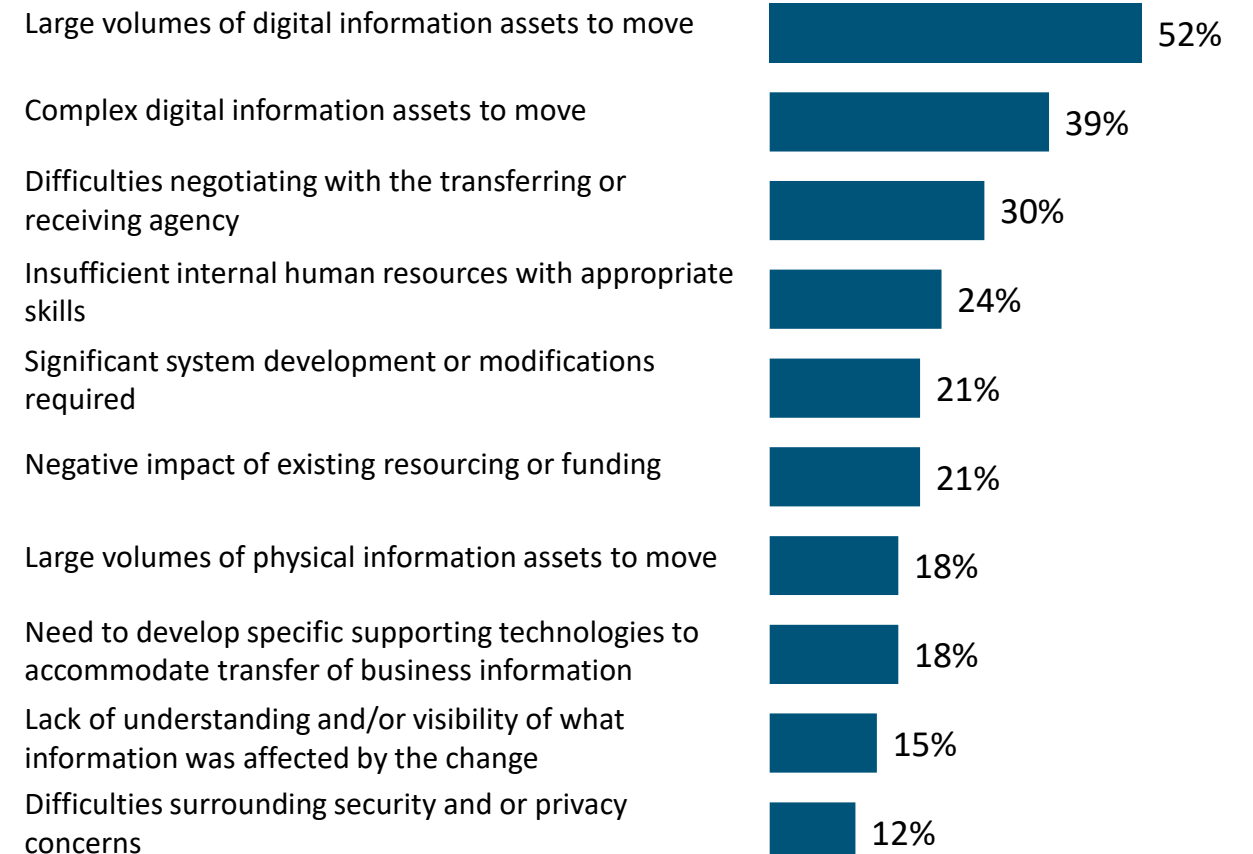 Large volumes of digital information assets to move
52%
Complex digital information assets to move
39%
Difficulties negotiating with the transferring or
receiving agency
30%
Insufficient internal human resources with appropriate
skills
24%
Significant system development or modifications
required
21%
Negative impact of existing resourcing or funding
21%
Large volumes of physical information assets to move
18%
Need to develop specific supporting technologies to
accommodate transfer of business information
18%
Lack of understanding and/or visibility of what
information was affected by the change
15%
Difficulties surrounding security and or privacy
concerns
12%